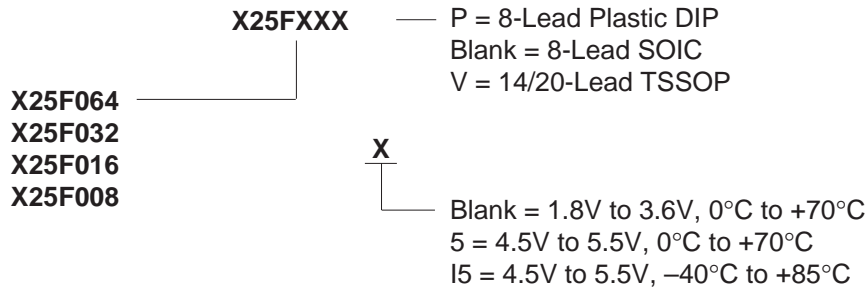 X25FXXX
P = 8-Lead Plastic DIP
Blank = 8-Lead SOIC
V = 14/20-Lead TSSOP
X25F064
X25F032
X25F016
X25F008
X
Blank = 1.8V to 3.6V, 0°C to +70°C
5 = 4.5V to 5.5V, 0°C to +70°C
I5 = 4.5V to 5.5V, –40°C to +85°C